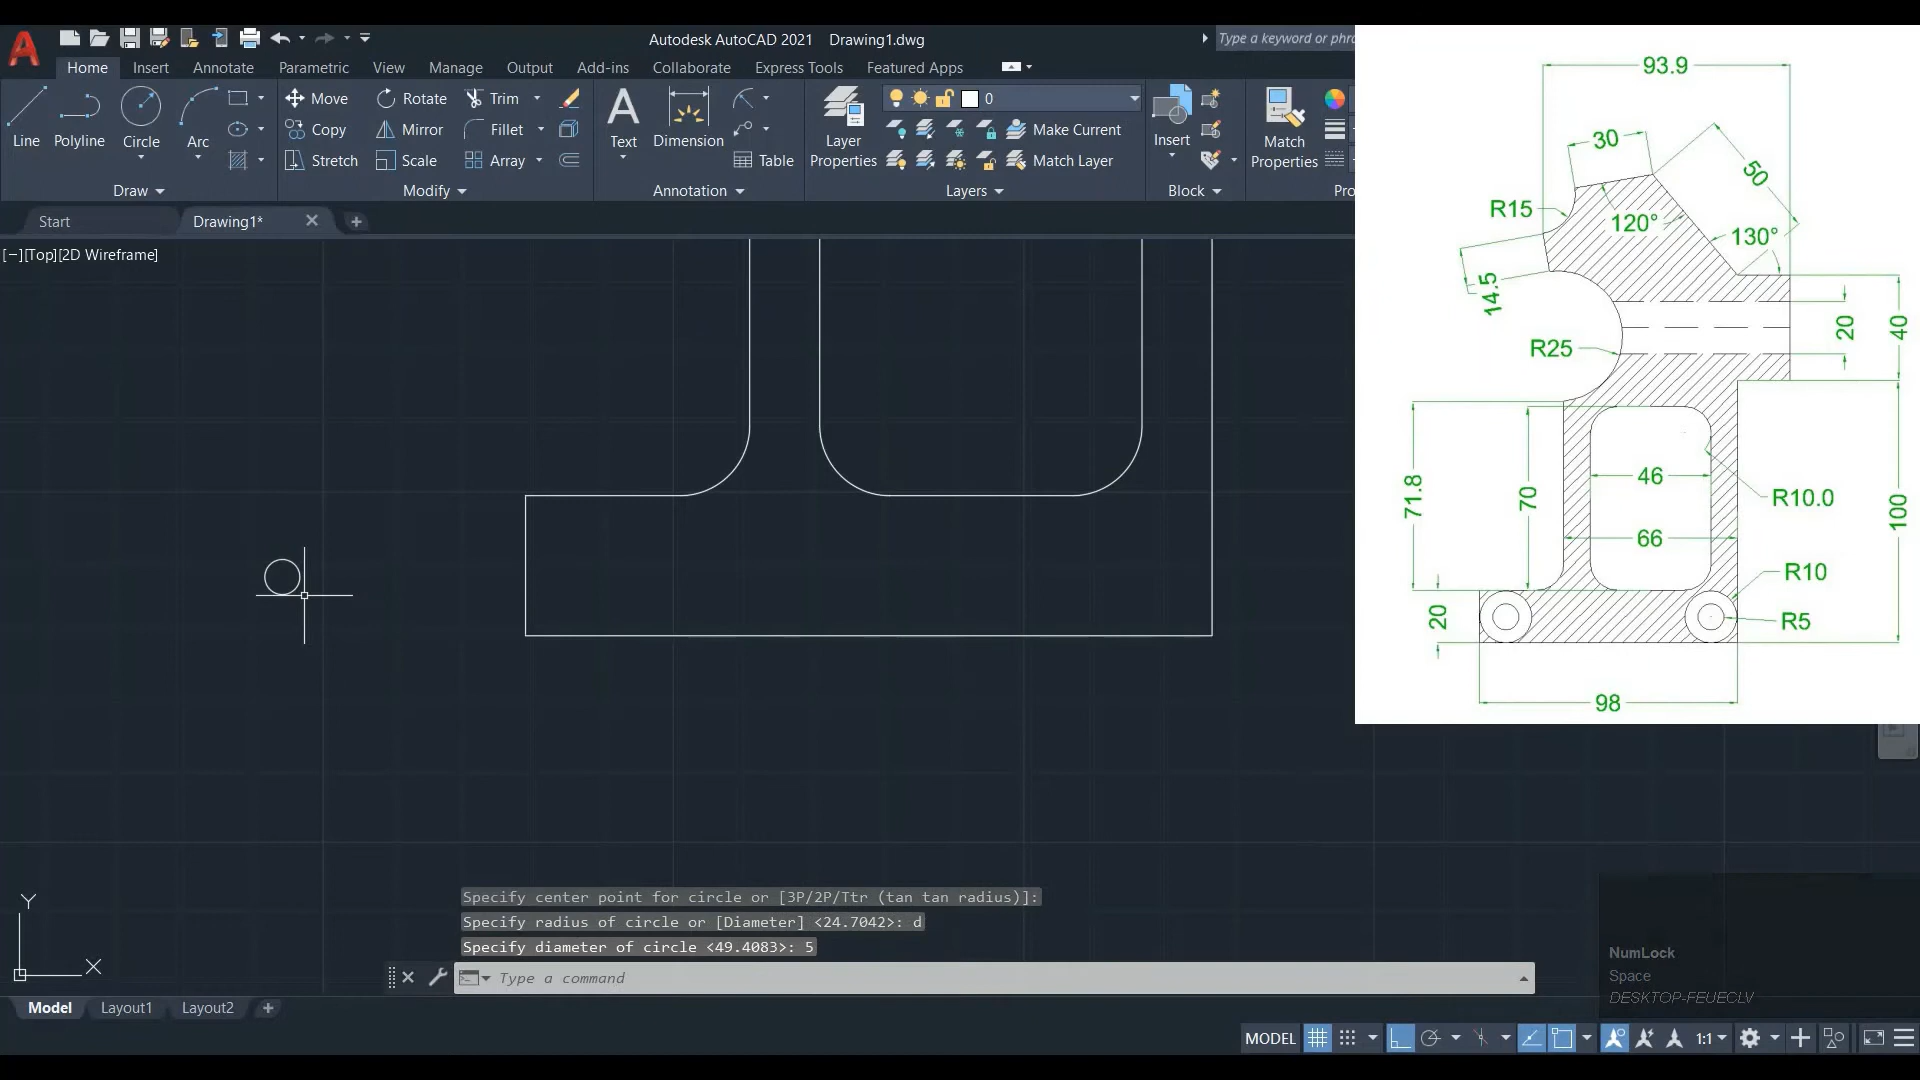 Autodesk AutoCAD 2021 Drawing1.dwg
Type a keyword or phra
Home Insert Annotate Parametric View Manage Output Add-ins Collaborate Express Tools Featured Apps
Line Polyline Circle Arc
Move Rotate Trim
Copy Mirror Fillet
Stretch Scale Array
Text Dimension Table
Layer Properties
0
Make Current
Match Layer
Insert
Match Properties
Draw Modify Annotation Layers Block Pro
Start Drawing1*
[−][Top][2D Wireframe]
93.9
30
50
R15
120°
130°
14.5
R25
20
40
71.8
70
46
R10.0
66
100
R10
20
R5
98
Specify center point for circle or [3P/2P/Ttr (tan tan radius)]:
Specify radius of circle or [Diameter] <24.7042>: d
Specify diameter of circle <49.4083>: 5
Type a command
Y
X
NumLock
Space
DESKTOP-FEUECLV
Model Layout1 Layout2
MODEL 1:1